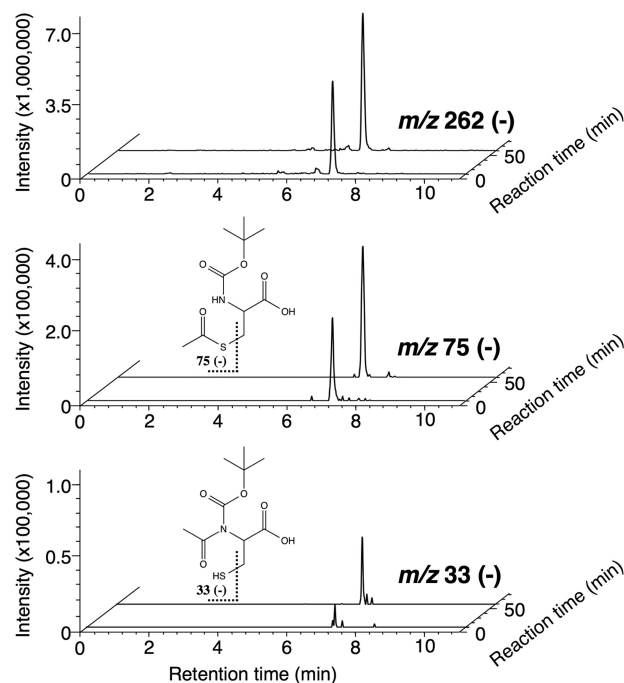 7.0
3.5
0
Intensity (x1,000,000)
m/z 262 (-)
0
50
Reaction time (min)
0 2 4 6 8 10
4.0
2.0
0
Intensity (x100,000)
O
O
HN
O
OH
O
S
75 (-)
m/z 75 (-)
0
50
Reaction time (min)
0 2 4 6 8 10
1.0
0.5
0
Intensity (x100,000)
O
O
N
O
OH
O
HS
33 (-)
m/z 33 (-)
0
50
Reaction time (min)
0 2 4 6 8 10
Retention time (min)